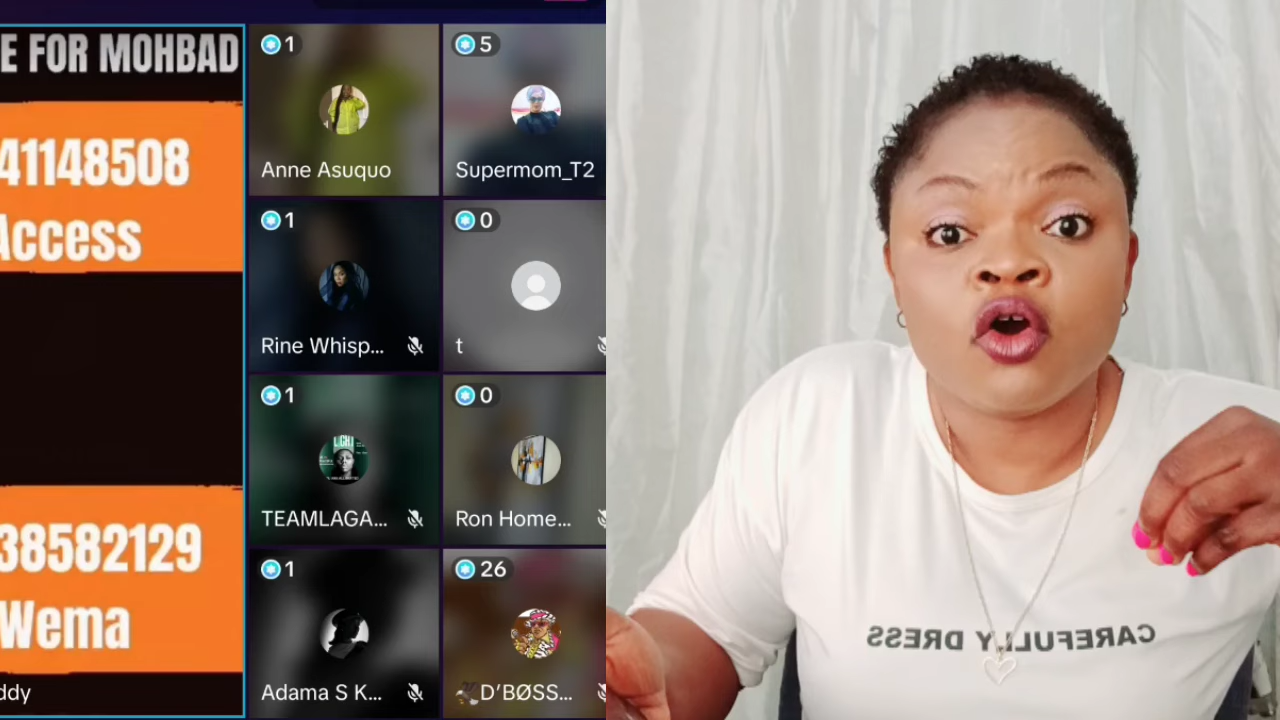 E FOR MOHBAD
41148508
Access
38582129
Wema
ddy
1
Anne Asuquo
5
Supermom_T2
1
Rine Whisp...
0
t
1
TEAMLAGA...
0
Ron Home...
1
Adama S K...
26
D'BØSS...
CAREFULLY DRESS